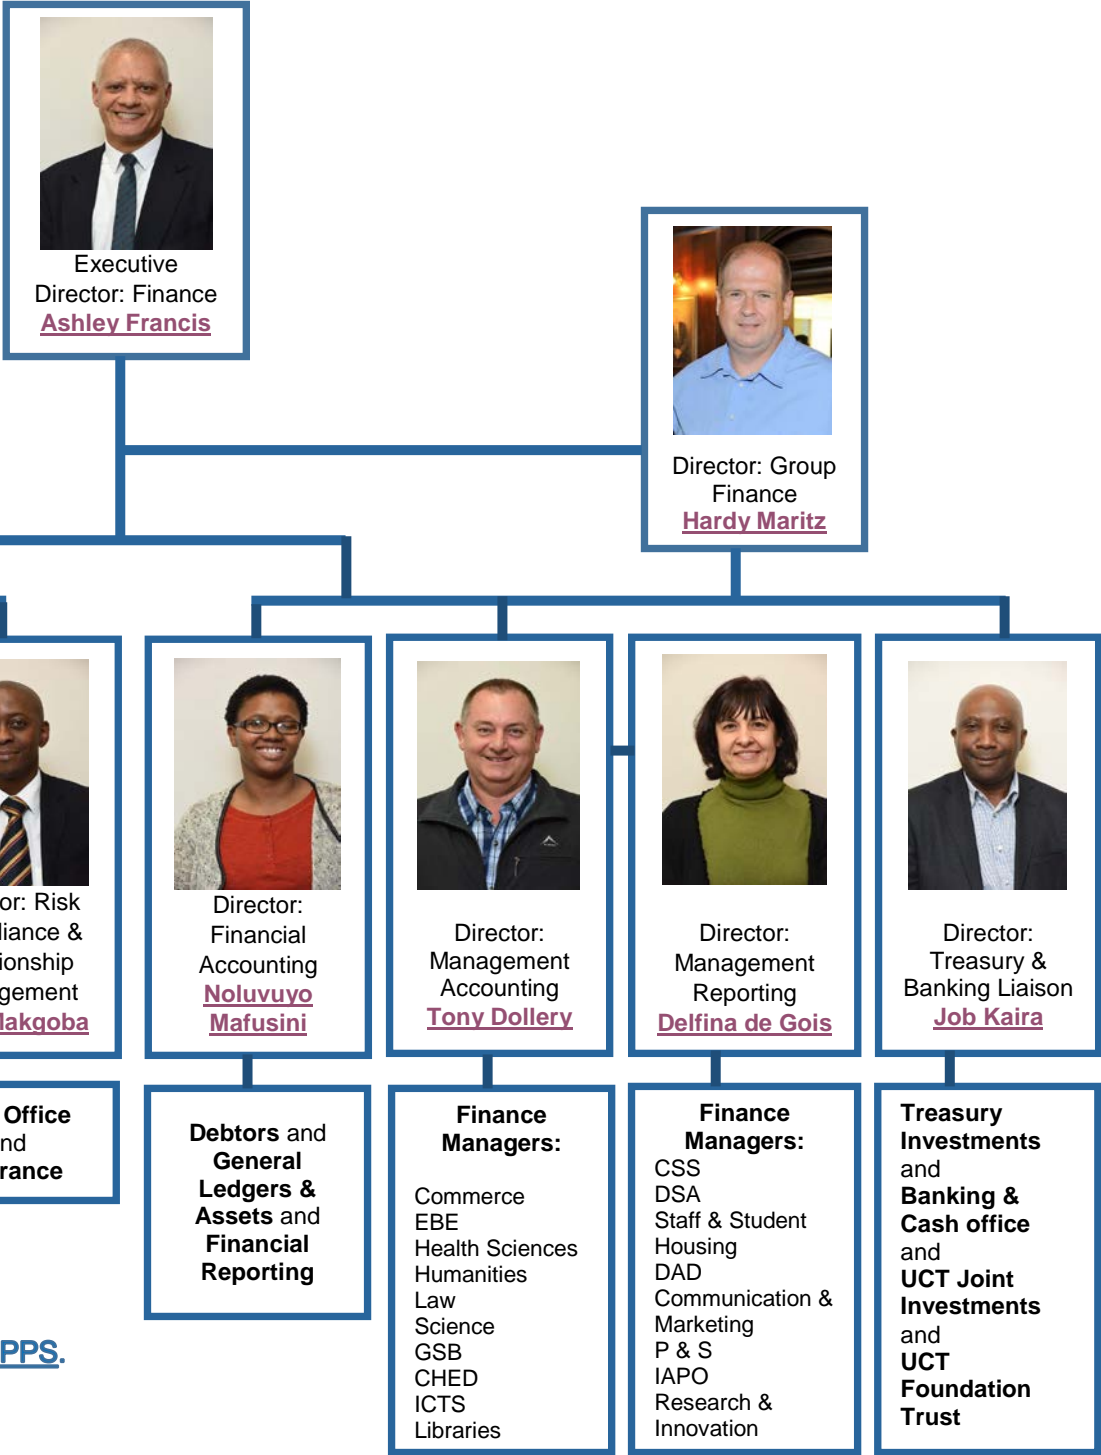 Executive
Director: Finance
Ashley Francis
Director: Group
Finance
Hardy Maritz
or: Risk
liance &
ionship
gement
Makgoba
Director:
Financial
Accounting
Noluvuyo
Mafusini
Director:
Management
Accounting
Tony Dollery
Director:
Management
Reporting
Delfina de Gois
Director:
Treasury &
Banking Liaison
Job Kaira
Office
nd
rance
Debtors and
General
Ledgers &
Assets and
Financial
Reporting
Finance
Managers:
Commerce
EBE
Health Sciences
Humanities
Law
Science
GSB
CHED
ICTS
Libraries
Finance
Managers:
CSS
DSA
Staff & Student
Housing
DAD
Communication &
Marketing
P & S
IAPO
Research &
Innovation
Treasury
Investments
and
Banking &
Cash office
and
UCT Joint
Investments
and
UCT
Foundation
Trust
PPS.